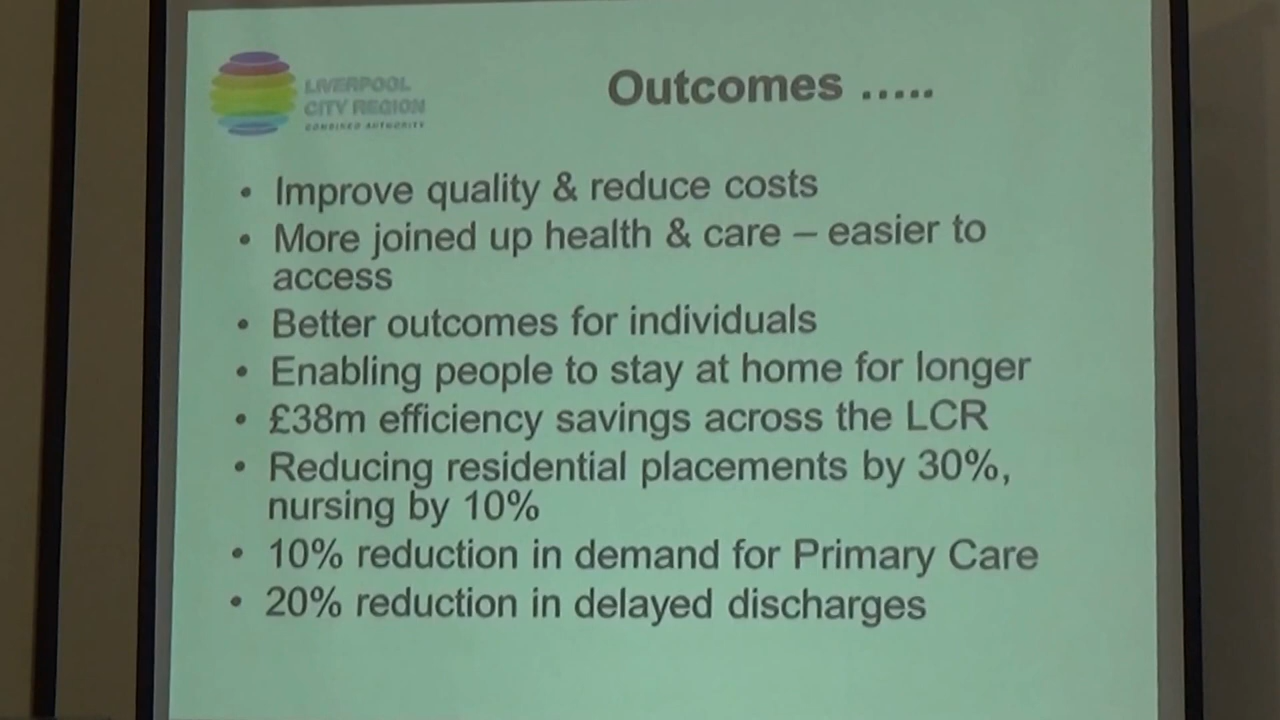 LIVERPOOL
CITY REGION
COMBINED AUTHORITY
Outcomes .....
• Improve quality & reduce costs
• More joined up health & care – easier to
access
• Better outcomes for individuals
• Enabling people to stay at home for longer
• £38m efficiency savings across the LCR
• Reducing residential placements by 30%,
nursing by 10%
• 10% reduction in demand for Primary Care
• 20% reduction in delayed discharges